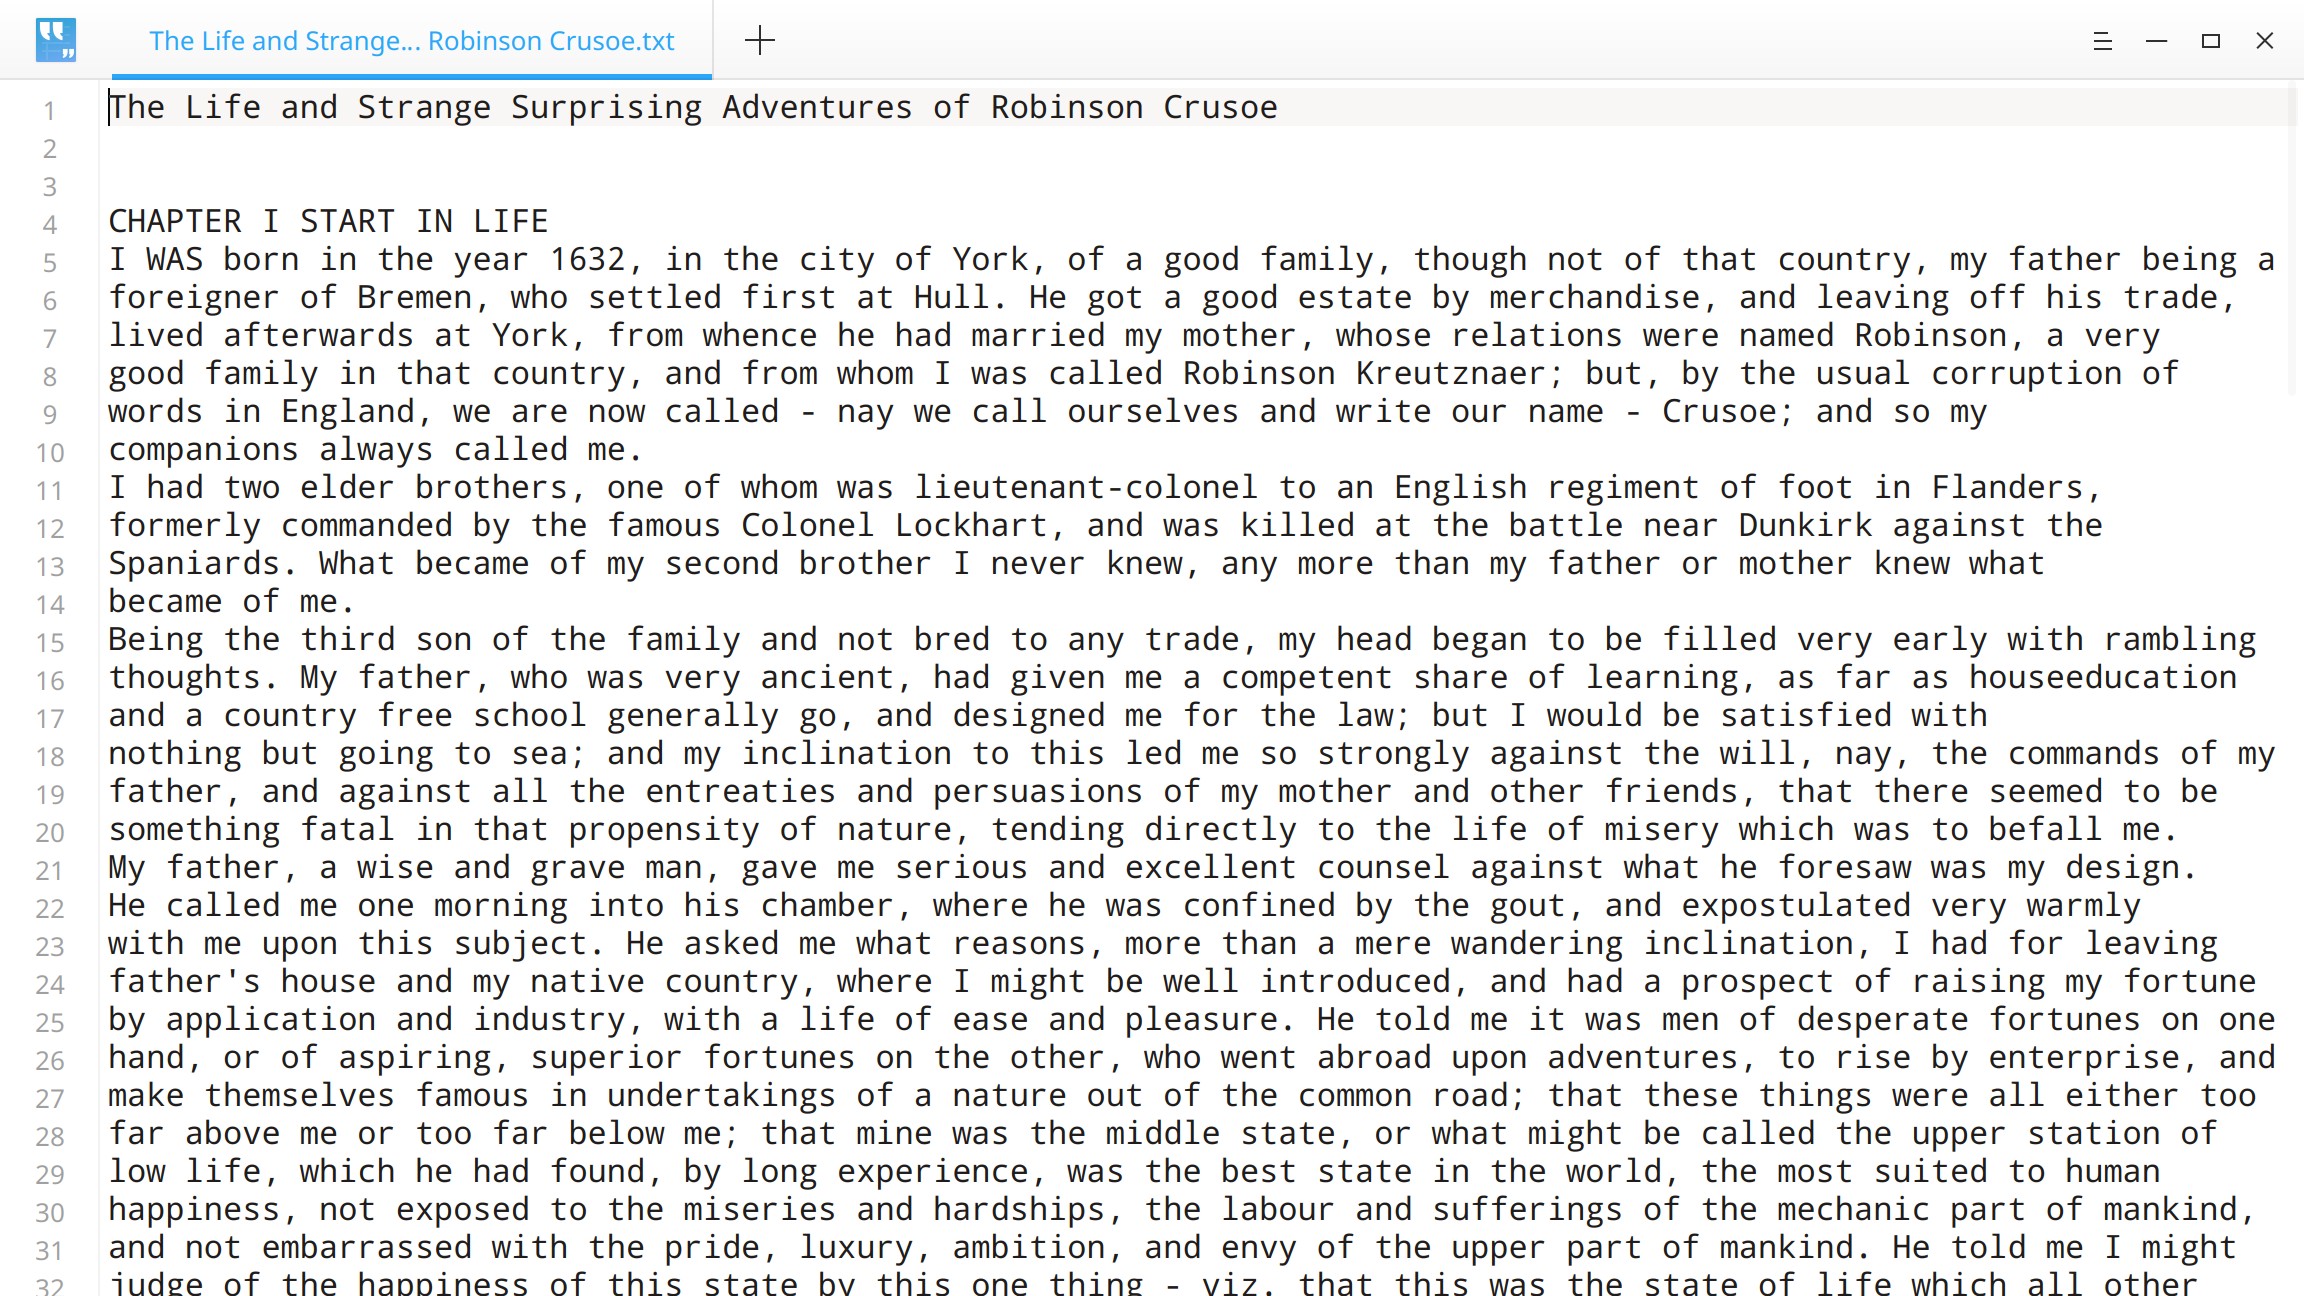 The Life and Strange... Robinson Crusoe.txt
1 The Life and Strange Surprising Adventures of Robinson Crusoe
2
3
4 CHAPTER I START IN LIFE
5 I WAS born in the year 1632, in the city of York, of a good family, though not of that country, my father being a
6 foreigner of Bremen, who settled first at Hull. He got a good estate by merchandise, and leaving off his trade,
7 lived afterwards at York, from whence he had married my mother, whose relations were named Robinson, a very
8 good family in that country, and from whom I was called Robinson Kreutznaer; but, by the usual corruption of
9 words in England, we are now called - nay we call ourselves and write our name - Crusoe; and so my
10 companions always called me.
11 I had two elder brothers, one of whom was lieutenant-colonel to an English regiment of foot in Flanders,
12 formerly commanded by the famous Colonel Lockhart, and was killed at the battle near Dunkirk against the
13 Spaniards. What became of my second brother I never knew, any more than my father or mother knew what
14 became of me.
15 Being the third son of the family and not bred to any trade, my head began to be filled very early with rambling
16 thoughts. My father, who was very ancient, had given me a competent share of learning, as far as houseeducation
17 and a country free school generally go, and designed me for the law; but I would be satisfied with
18 nothing but going to sea; and my inclination to this led me so strongly against the will, nay, the commands of my
19 father, and against all the entreaties and persuasions of my mother and other friends, that there seemed to be
20 something fatal in that propensity of nature, tending directly to the life of misery which was to befall me.
21 My father, a wise and grave man, gave me serious and excellent counsel against what he foresaw was my design.
22 He called me one morning into his chamber, where he was confined by the gout, and expostulated very warmly
23 with me upon this subject. He asked me what reasons, more than a mere wandering inclination, I had for leaving
24 father's house and my native country, where I might be well introduced, and had a prospect of raising my fortune
25 by application and industry, with a life of ease and pleasure. He told me it was men of desperate fortunes on one
26 hand, or of aspiring, superior fortunes on the other, who went abroad upon adventures, to rise by enterprise, and
27 make themselves famous in undertakings of a nature out of the common road; that these things were all either too
28 far above me or too far below me; that mine was the middle state, or what might be called the upper station of
29 low life, which he had found, by long experience, was the best state in the world, the most suited to human
30 happiness, not exposed to the miseries and hardships, the labour and sufferings of the mechanic part of mankind,
31 and not embarrassed with the pride, luxury, ambition, and envy of the upper part of mankind. He told me I might
32 judge of the happiness of this state by this one thing - viz. that this was the state of life which all other